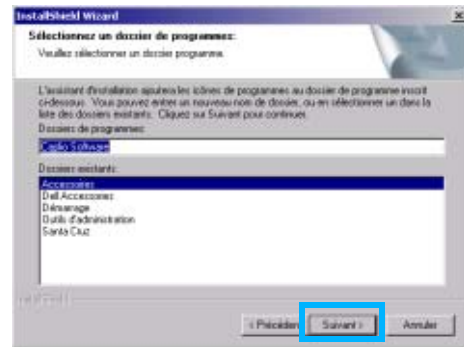 InstallShield Wizard
Sélectionnez un dossier de programmes:
Veuillez sélectionner un dossier programme.
L'assistant d'installation ajoutera les icônes de programmes au dossier de programme inscrit
ci-dessous. Vous pouvez entrer un nouveau nom de dossier, ou en sélectionner un dans la
liste des dossiers existants. Cliquez sur Suivant pour continuer.
Dossiers de programmes:
Caplio Software
Dossiers existants:
Accessoires
Dell Accessories
Démarrage
Outils d'administration
Santa Cruz
InstallShield
< Précédent
Suivant >
Annuler